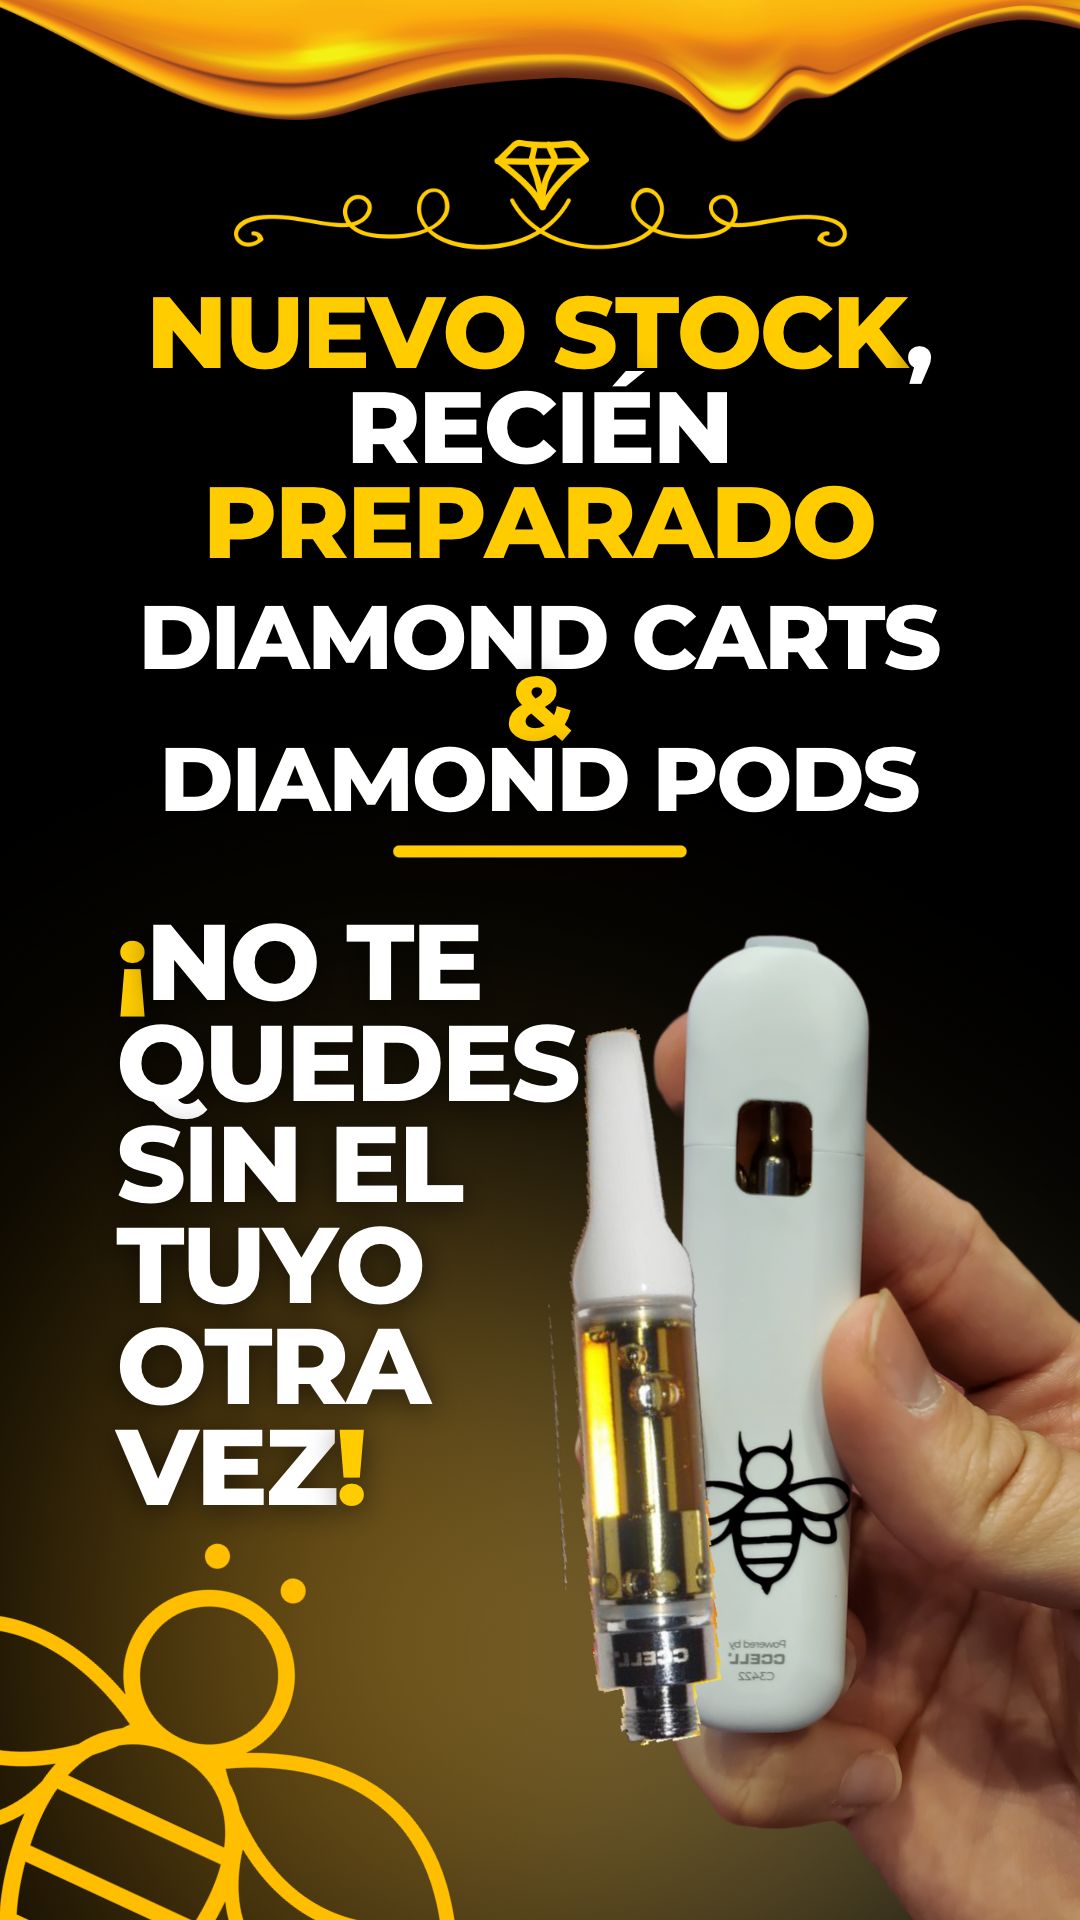 NUEVO STOCK,
RECIÉN
PREPARADO
DIAMOND CARTS
&
DIAMOND PODS
¡NO TE
QUEDES
SIN EL
TUYO
OTRA
VEZ!
CCELL
Powered by
CCELL
C3422